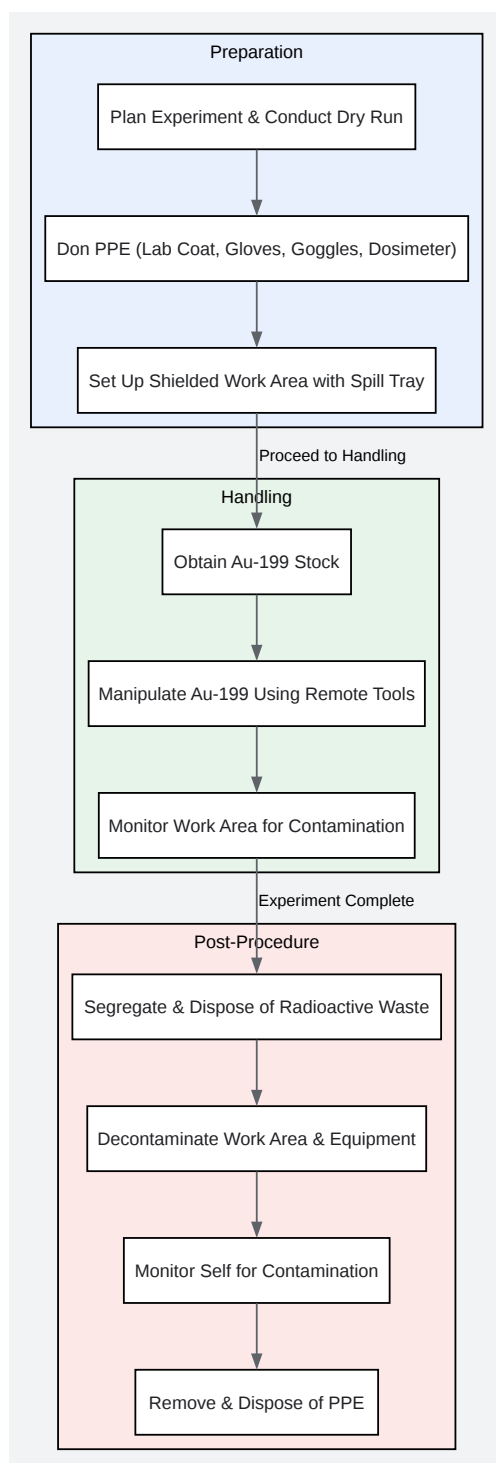 Preparation
Plan Experiment & Conduct Dry Run
Don PPE (Lab Coat, Gloves, Goggles, Dosimeter)
Set Up Shielded Work Area with Spill Tray
Proceed to Handling
Handling
Obtain Au-199 Stock
Manipulate Au-199 Using Remote Tools
Monitor Work Area for Contamination
Experiment Complete
Post-Procedure
Segregate & Dispose of Radioactive Waste
Decontaminate Work Area & Equipment
Monitor Self for Contamination
Remove & Dispose of PPE